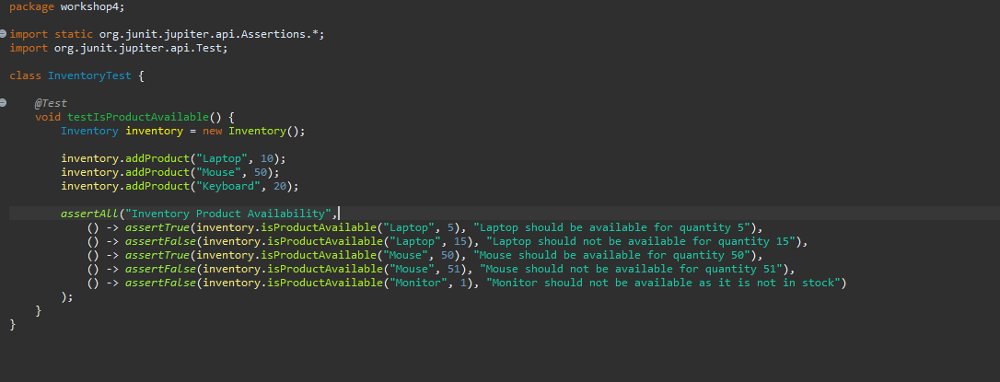 package workshop4;
import static org.junit.jupiter.api.Assertions.*;
import org.junit.jupiter.api.Test;
class InventoryTest {
@Test
void testIsProductAvailable() {
Inventory inventory = new Inventory();
inventory.addProduct("Laptop", 10);
inventory.addProduct("Mouse", 50);
inventory.addProduct("Keyboard", 20);
assertAll("Inventory Product Availability",
() -> assertTrue(inventory.isProductAvailable("Laptop", 5), "Laptop should be available for quantity 5"),
() -> assertFalse(inventory.isProductAvailable("Laptop", 15), "Laptop should not be available for quantity 15"),
() -> assertTrue(inventory.isProductAvailable("Mouse", 50), "Mouse should be available for quantity 50"),
() -> assertFalse(inventory.isProductAvailable("Mouse", 51), "Mouse should not be available for quantity 51"),
() -> assertFalse(inventory.isProductAvailable("Monitor", 1), "Monitor should not be available as it is not in stock")
);
}
}